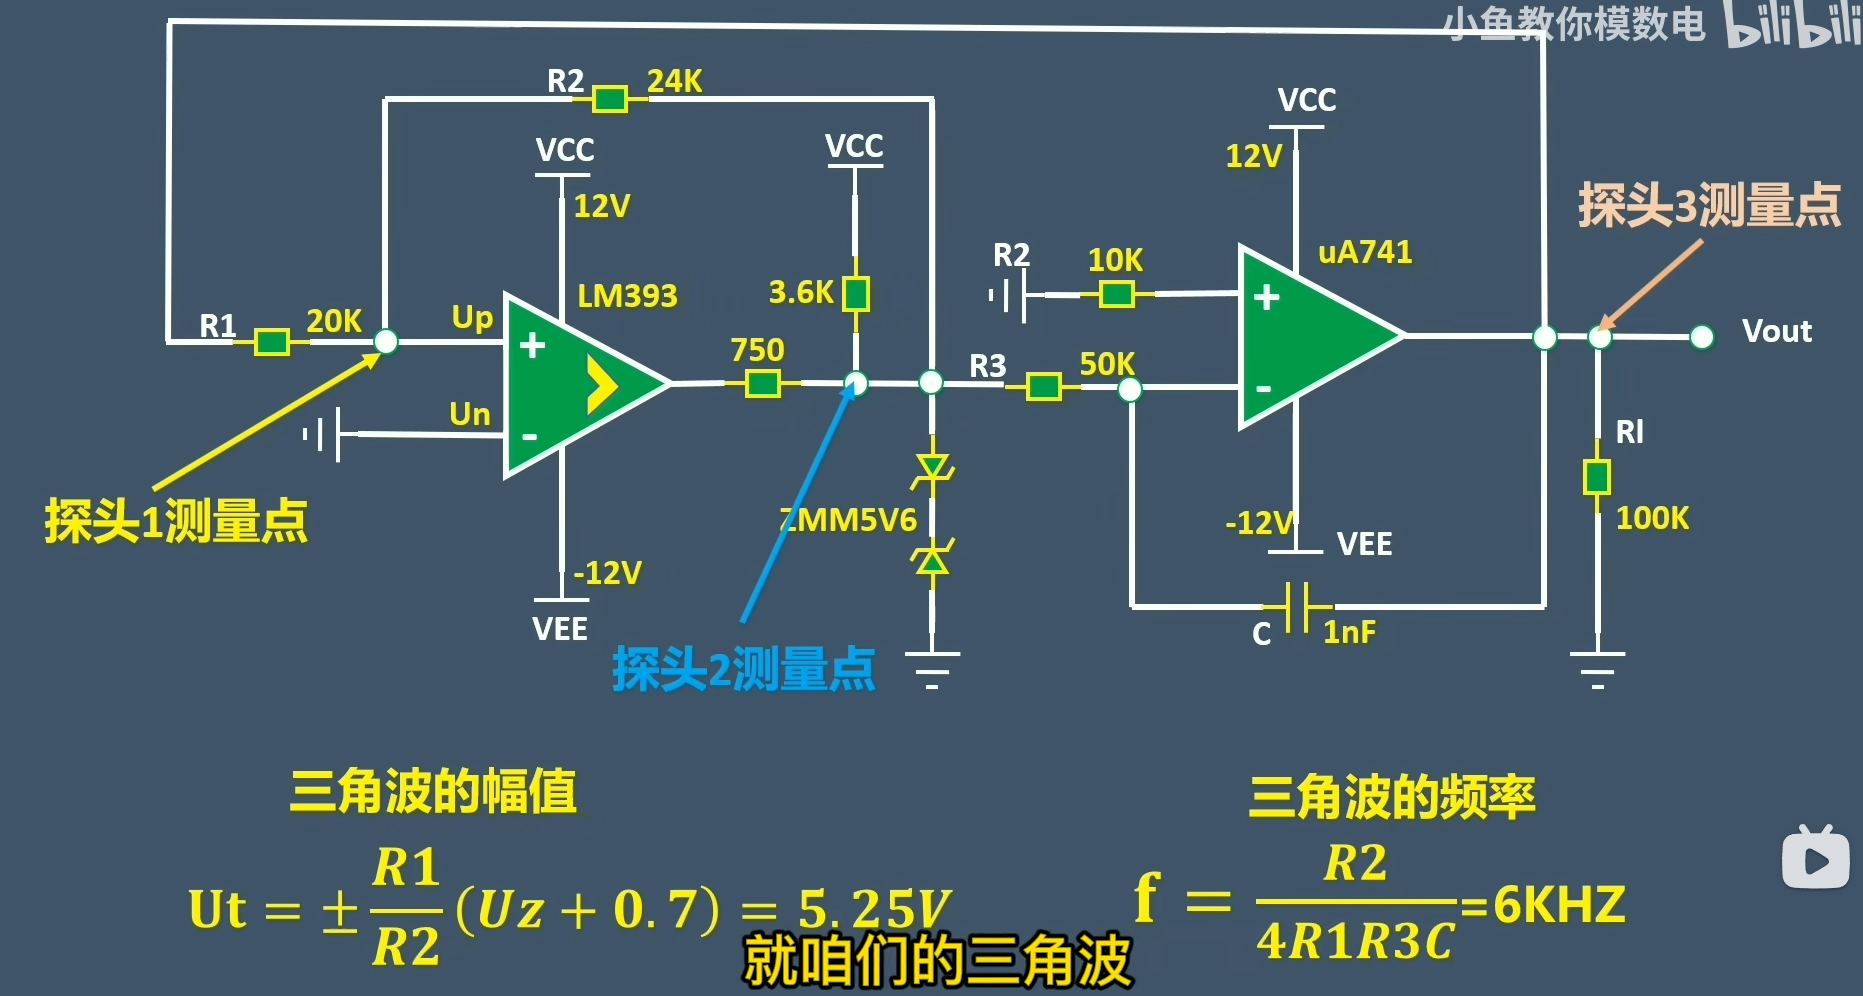 小鱼教你模数电 bilibili
R2 24K
VCC
12V
VCC
VCC
12V
探头3测量点
R1 20K
Up
LM393
3.6K
R2
10K
uA741
Vout
750
R3
50K
Un
探头1测量点
ZMM5V6
-12V
VEE
Rl
100K
-12V
VEE
探头2测量点
C 1nF
+
-
+
-
三角波的幅值
三角波的频率
Ut = ± R1/R2 (Uz + 0.7) = 5.25V
f = R2/4R1R3C =6KHZ
就咱们的三角波